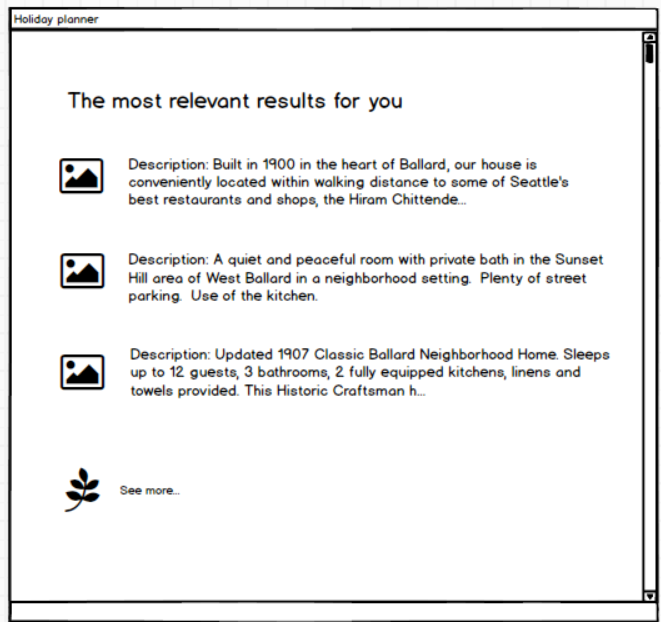 Holiday planner
The most relevant results for you
Description: Built in 1900 in the heart of Ballard, our house is
conveniently located within walking distance to some of Seattle's
best restaurants and shops, the Hiram Chittende...
Description: A quiet and peaceful room with private bath in the Sunset
Hill area of West Ballard in a neighborhood setting.  Plenty of street
parking.  Use of the kitchen.
Description: Updated 1907 Classic Ballard Neighborhood Home. Sleeps
up to 12 guests, 3 bathrooms, 2 fully equipped kitchens, linens and
towels provided. This Historic Craftsman h...
See more...